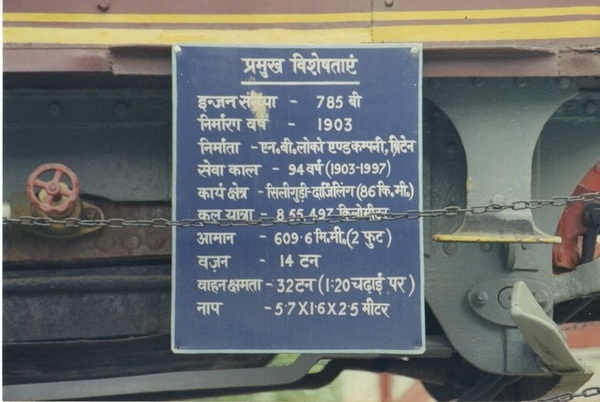 प्रमुख विशेषताएं
इन्जन संख्या - 785 बी
निर्माण वर्ष - 1903
निर्माता - एन॰बी॰लोको एण्ड कम्पनी, ब्रिटेन
सेवा काल - 94 वर्ष (1903-1997)
कार्य क्षेत्र - सिलीगुड़ी-दार्जिलिंग (86 कि॰मी॰)
कुल यात्रा - 8,55,497 किलोमीटर
आमान - 609·6 मि॰मी॰ (2 फुट)
वज़न - 14 टन
वाहन क्षमता - 32 टन (1:20 चढ़ाई पर)
नाप - 5·7X1·6X2·5 मीटर